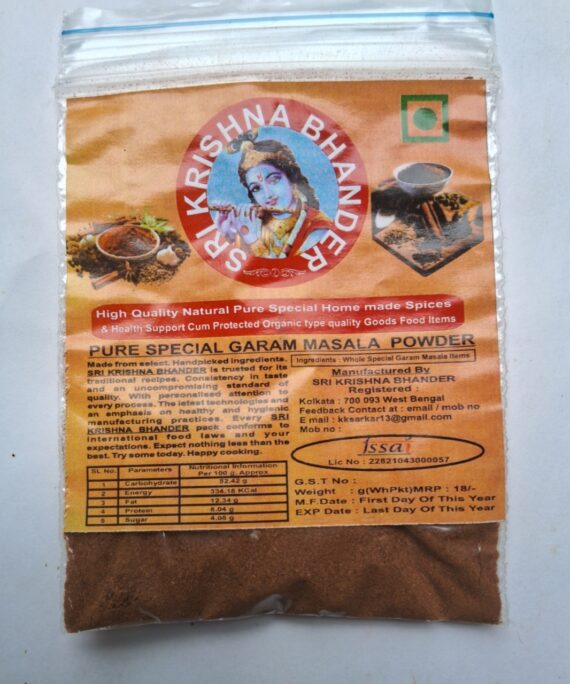 SRI KRISHNA BHANDER
High Quality Natural Pure Special Home made Spices
& Health Support Cum Protected Organic type quality Goods Food Items
PURE SPECIAL GARAM MASALA POWDER
Made from select. Handpicked ingredients.
SRI KRISHNA BHANDER is trusted for its
traditional recipes. Consistency in taste
and an uncompromising standard of
quality. With personalised attention to
every process. The latest technologies and
an emphasis on healthy and hygienic
manufacturing practices. Every SRI
KRISHNA BHANDER pack conforms to
international food laws and your
expectations. Expect nothing less than the
best. Try some today. Happy cooking.
SL No. Parameters Nutritional Information
Per 100 g. Approx
1 Carbohydrate 52.42 g
2 Energy 334.18 KCal
3 Fat 12.34 g
4 Protein 8.04 g
5 Sugar 4.08 g
Ingredients : Whole Special Garam Masala Items
Manufactured By
SRI KRISHNA BHANDER
Registered :
Kolkata : 700 093 West Bengal
Feedback Contact at : email / mob no
E mail : kksarkar13@gmail.com
Mob no :
fssai
Lic No : 22821043000057
G.S.T No :
Weight : g(WhPkt)MRP : 18/-
M.F.Date : First Day Of This Year
EXP Date : Last Day Of This Year